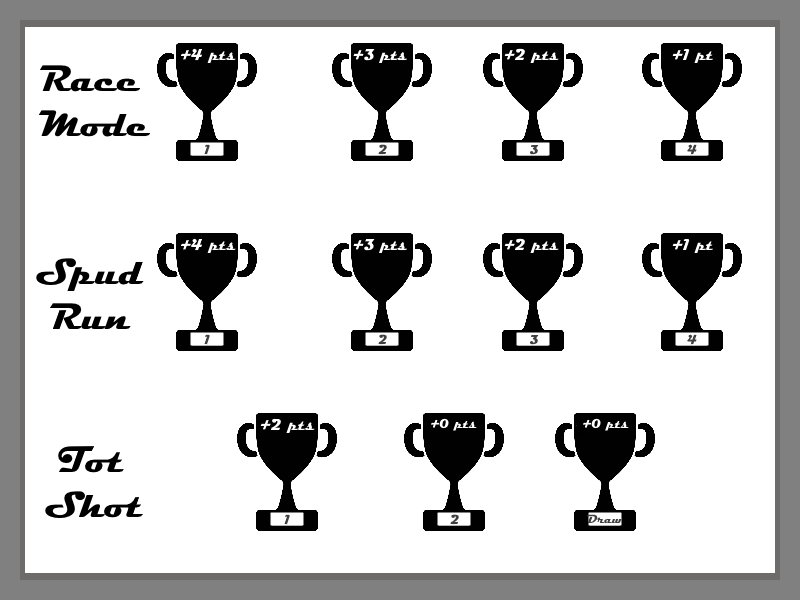 Race
Mode
+4 pts +3 pts +2 pts +1 pt
1 2 3 4
Spud
Run
+4 pts +3 pts +2 pts +1 pt
1 2 3 4
Tot
Shot
+2 pts +0 pts +0 pts
1 2 Draw